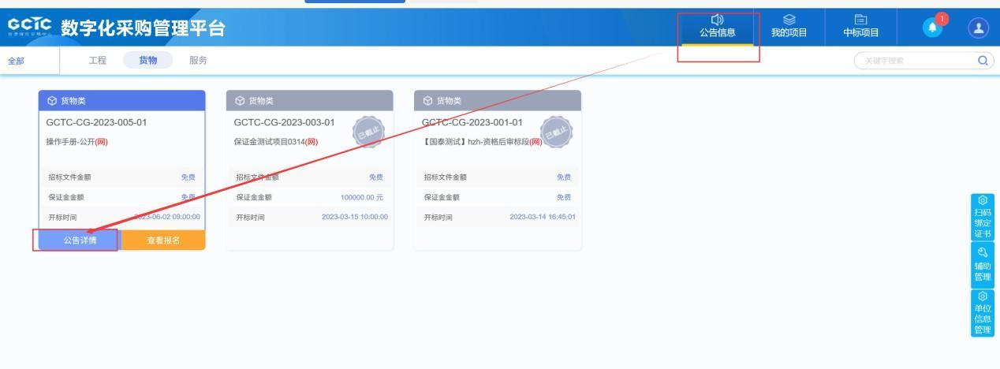 GCTC
数字化采购管理平台
公告信息
我的项目
中标项目
1
全部
工程
货物
服务
关键字搜索
货物类
GCTC-CG-2023-005-01
操作手册-公开(网)
招标文件金额 免费
保证金金额 免费
开标时间 2023-06-02 09:00:00
公告详情
查看报名
货物类
GCTC-CG-2023-003-01
已截止
保证金测试项目0314(网)
招标文件金额 免费
保证金金额 100000.00 元
开标时间 2023-03-15 10:00:00
货物类
GCTC-CG-2023-001-01
已截止
【国泰测试】hzh-资格后审标段(网)
招标文件金额 免费
保证金金额 免费
开标时间 2023-03-14 16:45:01
扫码
绑定
证书
辅助
管理
单位
信息
管理